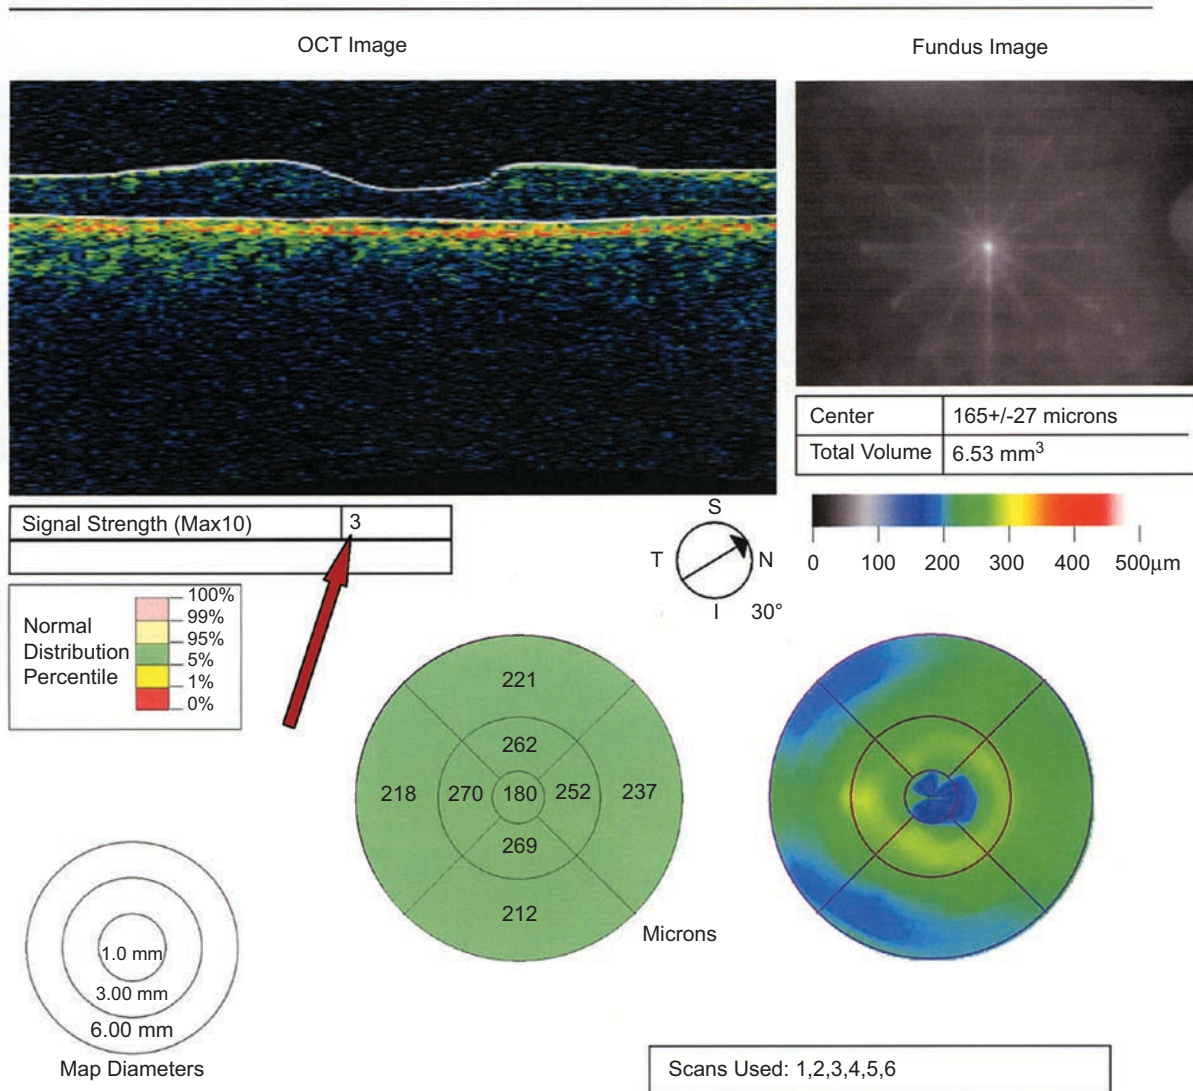 OCT Image
Fundus Image
Center 165+/-27 microns
Total Volume 6.53 mm³
Signal Strength (Max10) 3
S
T N
I 30°
0 100 200 300 400 500μm
Normal
Distribution
Percentile
100%
99%
95%
5%
1%
0%
221
262
218 270 180 252 237
269
212
Microns
1.0 mm
3.00 mm
6.00 mm
Map Diameters
Scans Used: 1,2,3,4,5,6